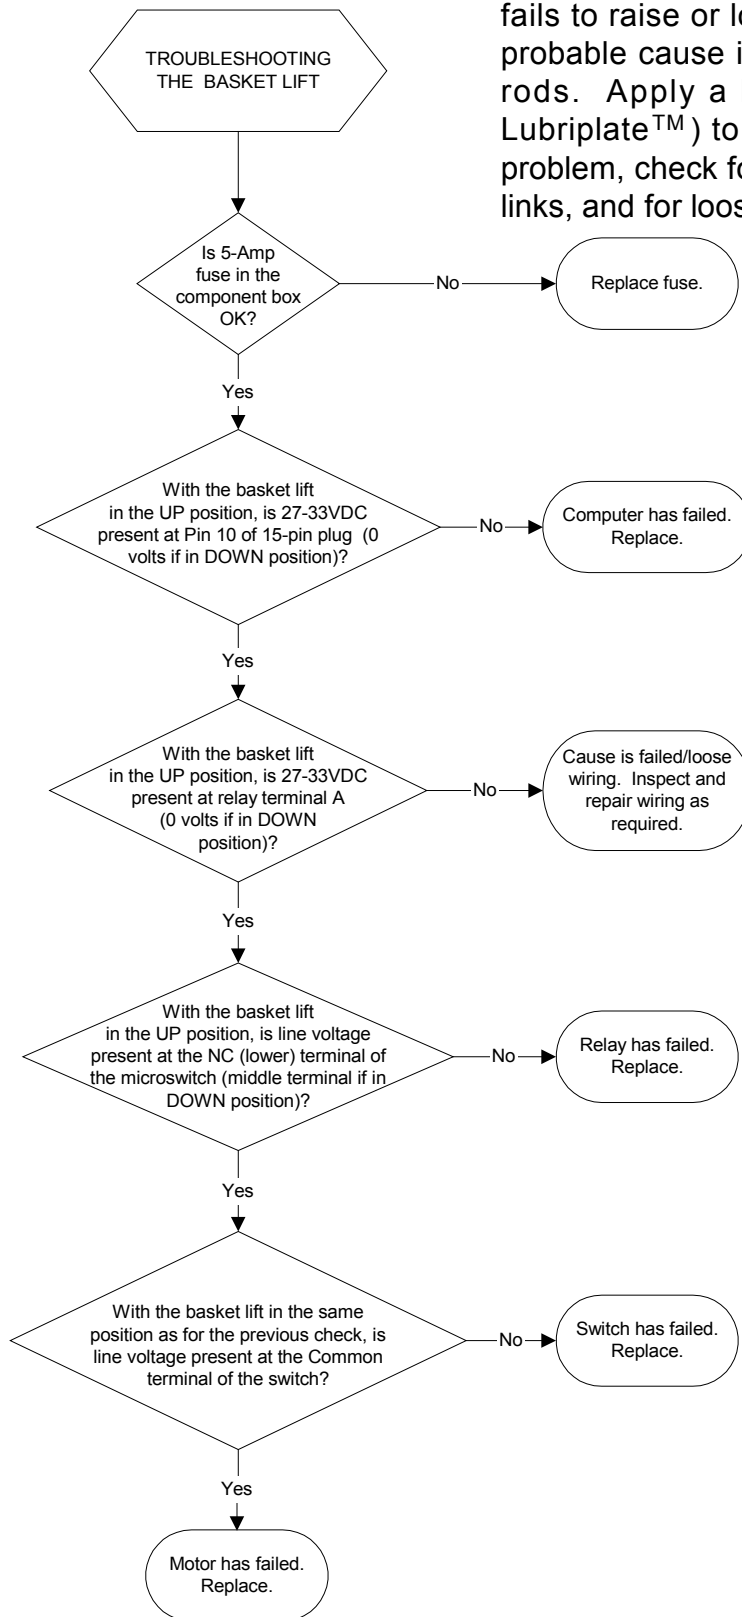 fails to raise or
probable cause
rods. Apply a
Lubriplate™) to
problem, check
links, and for
TROUBLESHOOTING
THE BASKET LIFT
Is 5-Amp
fuse in the
component box
OK?
No
Replace fuse.
Yes
With the basket lift
in the UP position, is 27-33VDC
present at Pin 10 of 15-pin plug (0
volts if in DOWN position)?
No
Computer has failed.
Replace.
Yes
With the basket lift
in the UP position, is 27-33VDC
present at relay terminal A
(0 volts if in DOWN
position)?
No
Cause is failed/loose
wiring. Inspect and
repair wiring as
required.
Yes
With the basket lift
in the UP position, is line voltage
present at the NC (lower) terminal of
the microswitch (middle terminal if in
DOWN position)?
No
Relay has failed.
Replace.
Yes
With the basket lift in the same
position as for the previous check, is
line voltage present at the Common
terminal of the switch?
No
Switch has failed.
Replace.
Yes
Motor has failed.
Replace.